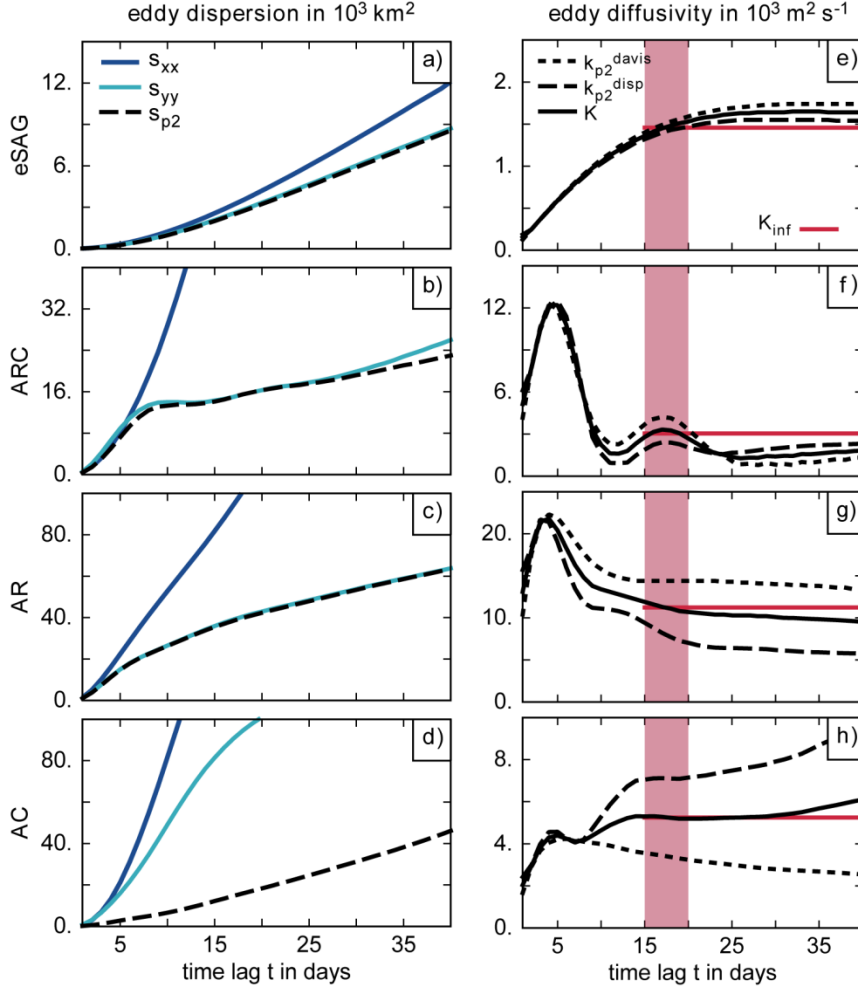 eddy dispersion in 10³ km²
eddy diffusivity in 10³ m² s⁻¹
a)
eSAG
12.
6.
0.
s_xx
s_yy
s_p2
e)
2.
1.
0.
k_p2^davis
k_p2^disp
K
K_inf
b)
ARC
32.
16.
0.
f)
12.
6.
0.
c)
AR
80.
40.
0.
g)
20.
10.
0.
d)
AC
80.
40.
0.
5 15 25 35
time lag t in days
h)
8.
4.
0.
5 15 25 35
time lag t in days